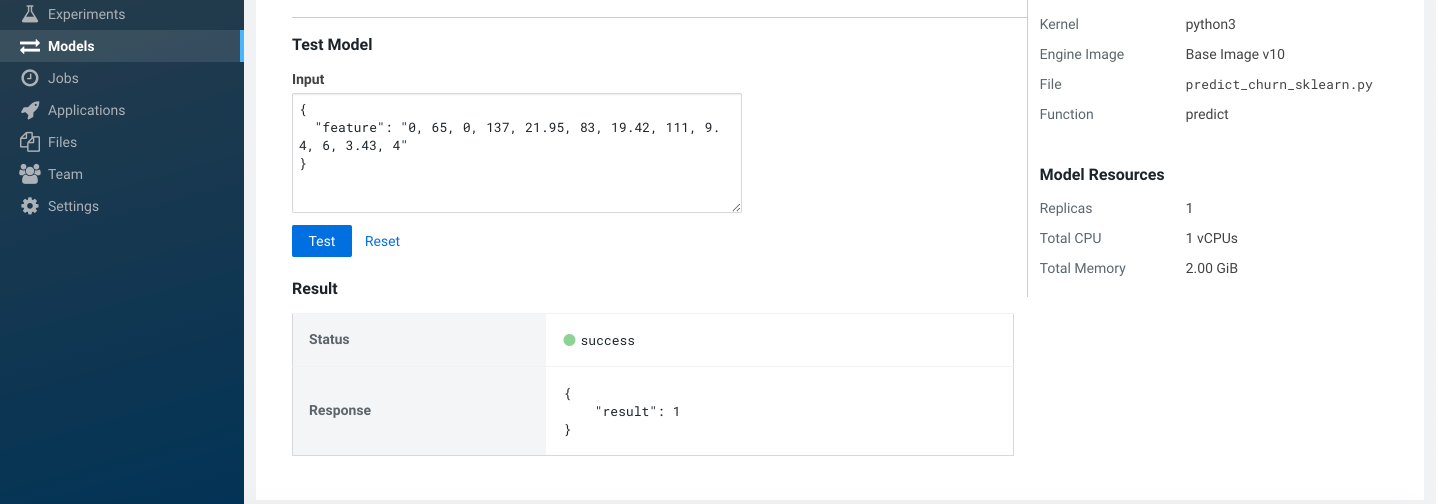 Experiments
Models
Jobs
Applications
Files
Team
Settings
Test Model
Input
{
  "feature": "0, 65, 0, 137, 21.95, 83, 19.42, 111, 9.
4, 6, 3.43, 4"
}
Test Reset
Result
Status success
Response
{
    "result": 1
}
Kernel python3
Engine Image Base Image v10
File predict_churn_sklearn.py
Function predict
Model Resources
Replicas 1
Total CPU 1 vCPUs
Total Memory 2.00 GiB